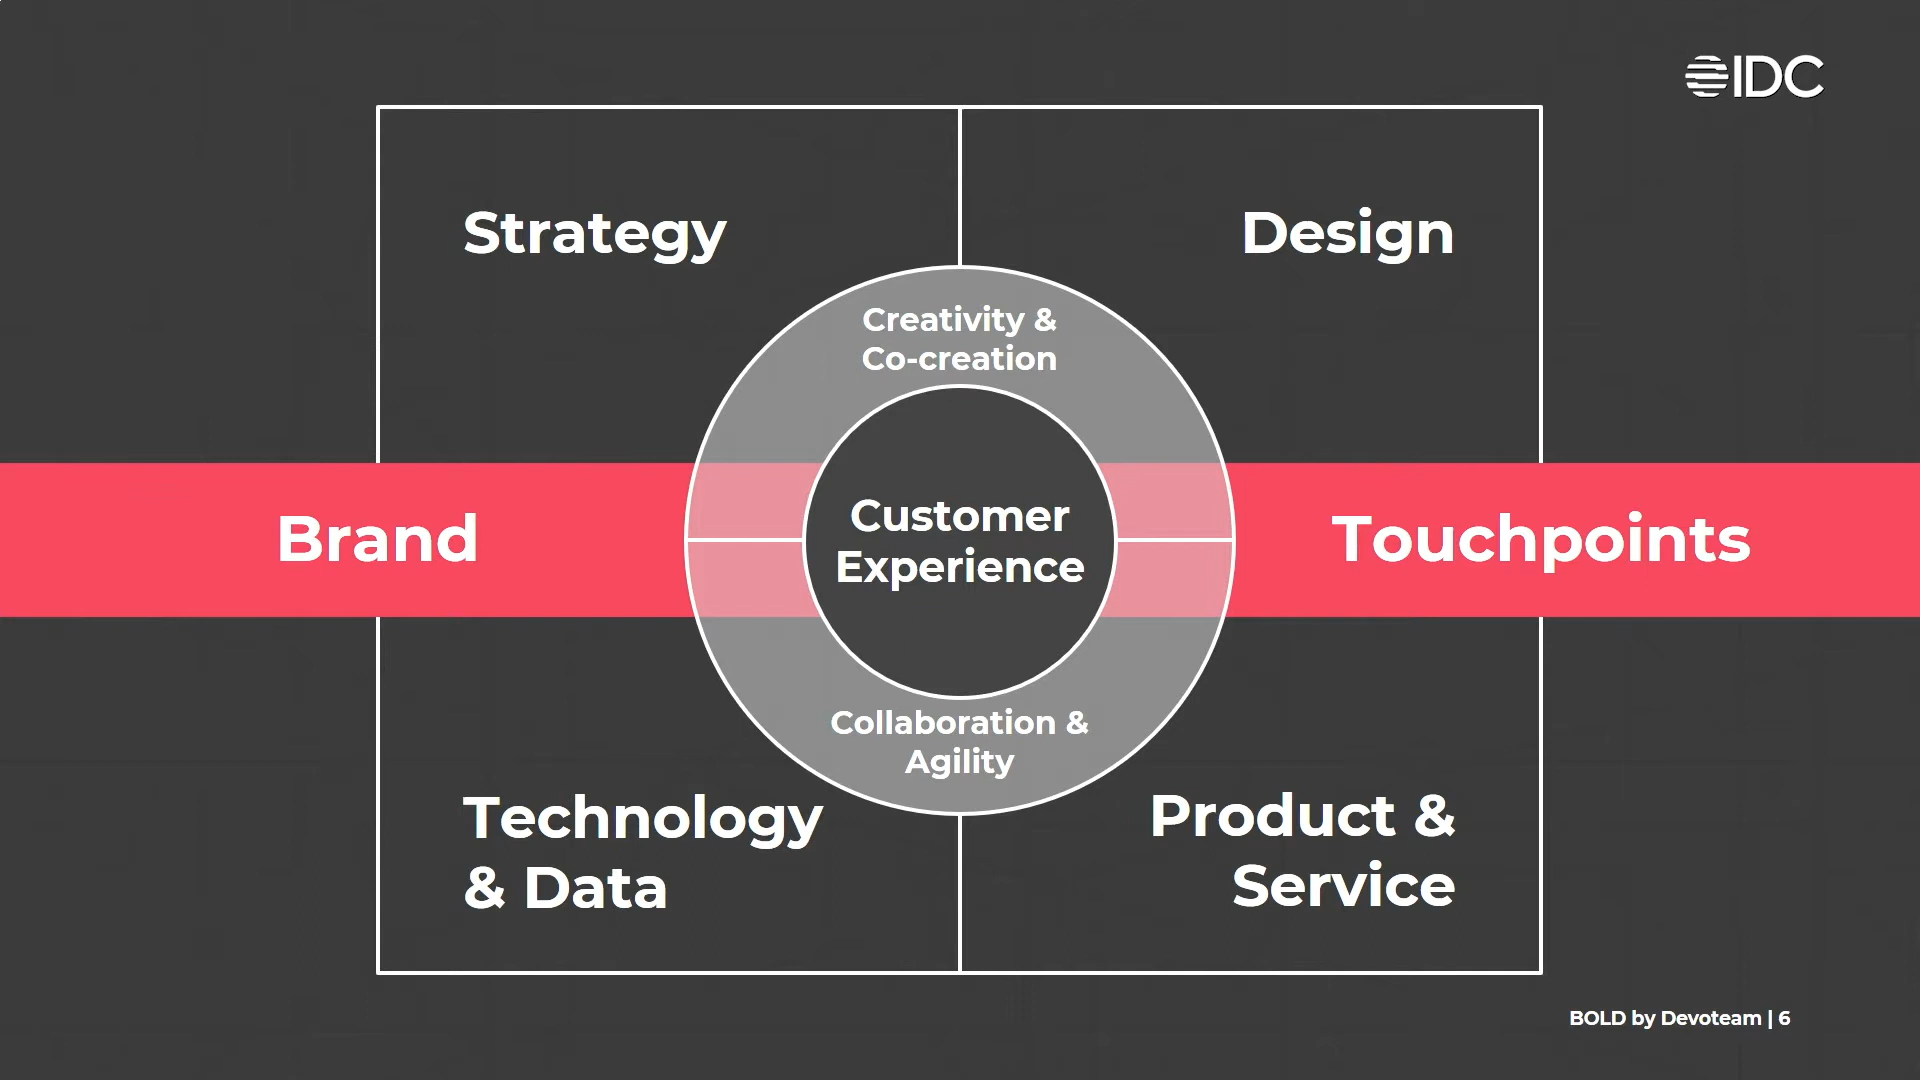 IDC
Strategy
Design
Creativity &
Co-creation
Brand
Customer
Experience
Touchpoints
Collaboration &
Agility
Technology
& Data
Product &
Service
BOLD by Devoteam | 6